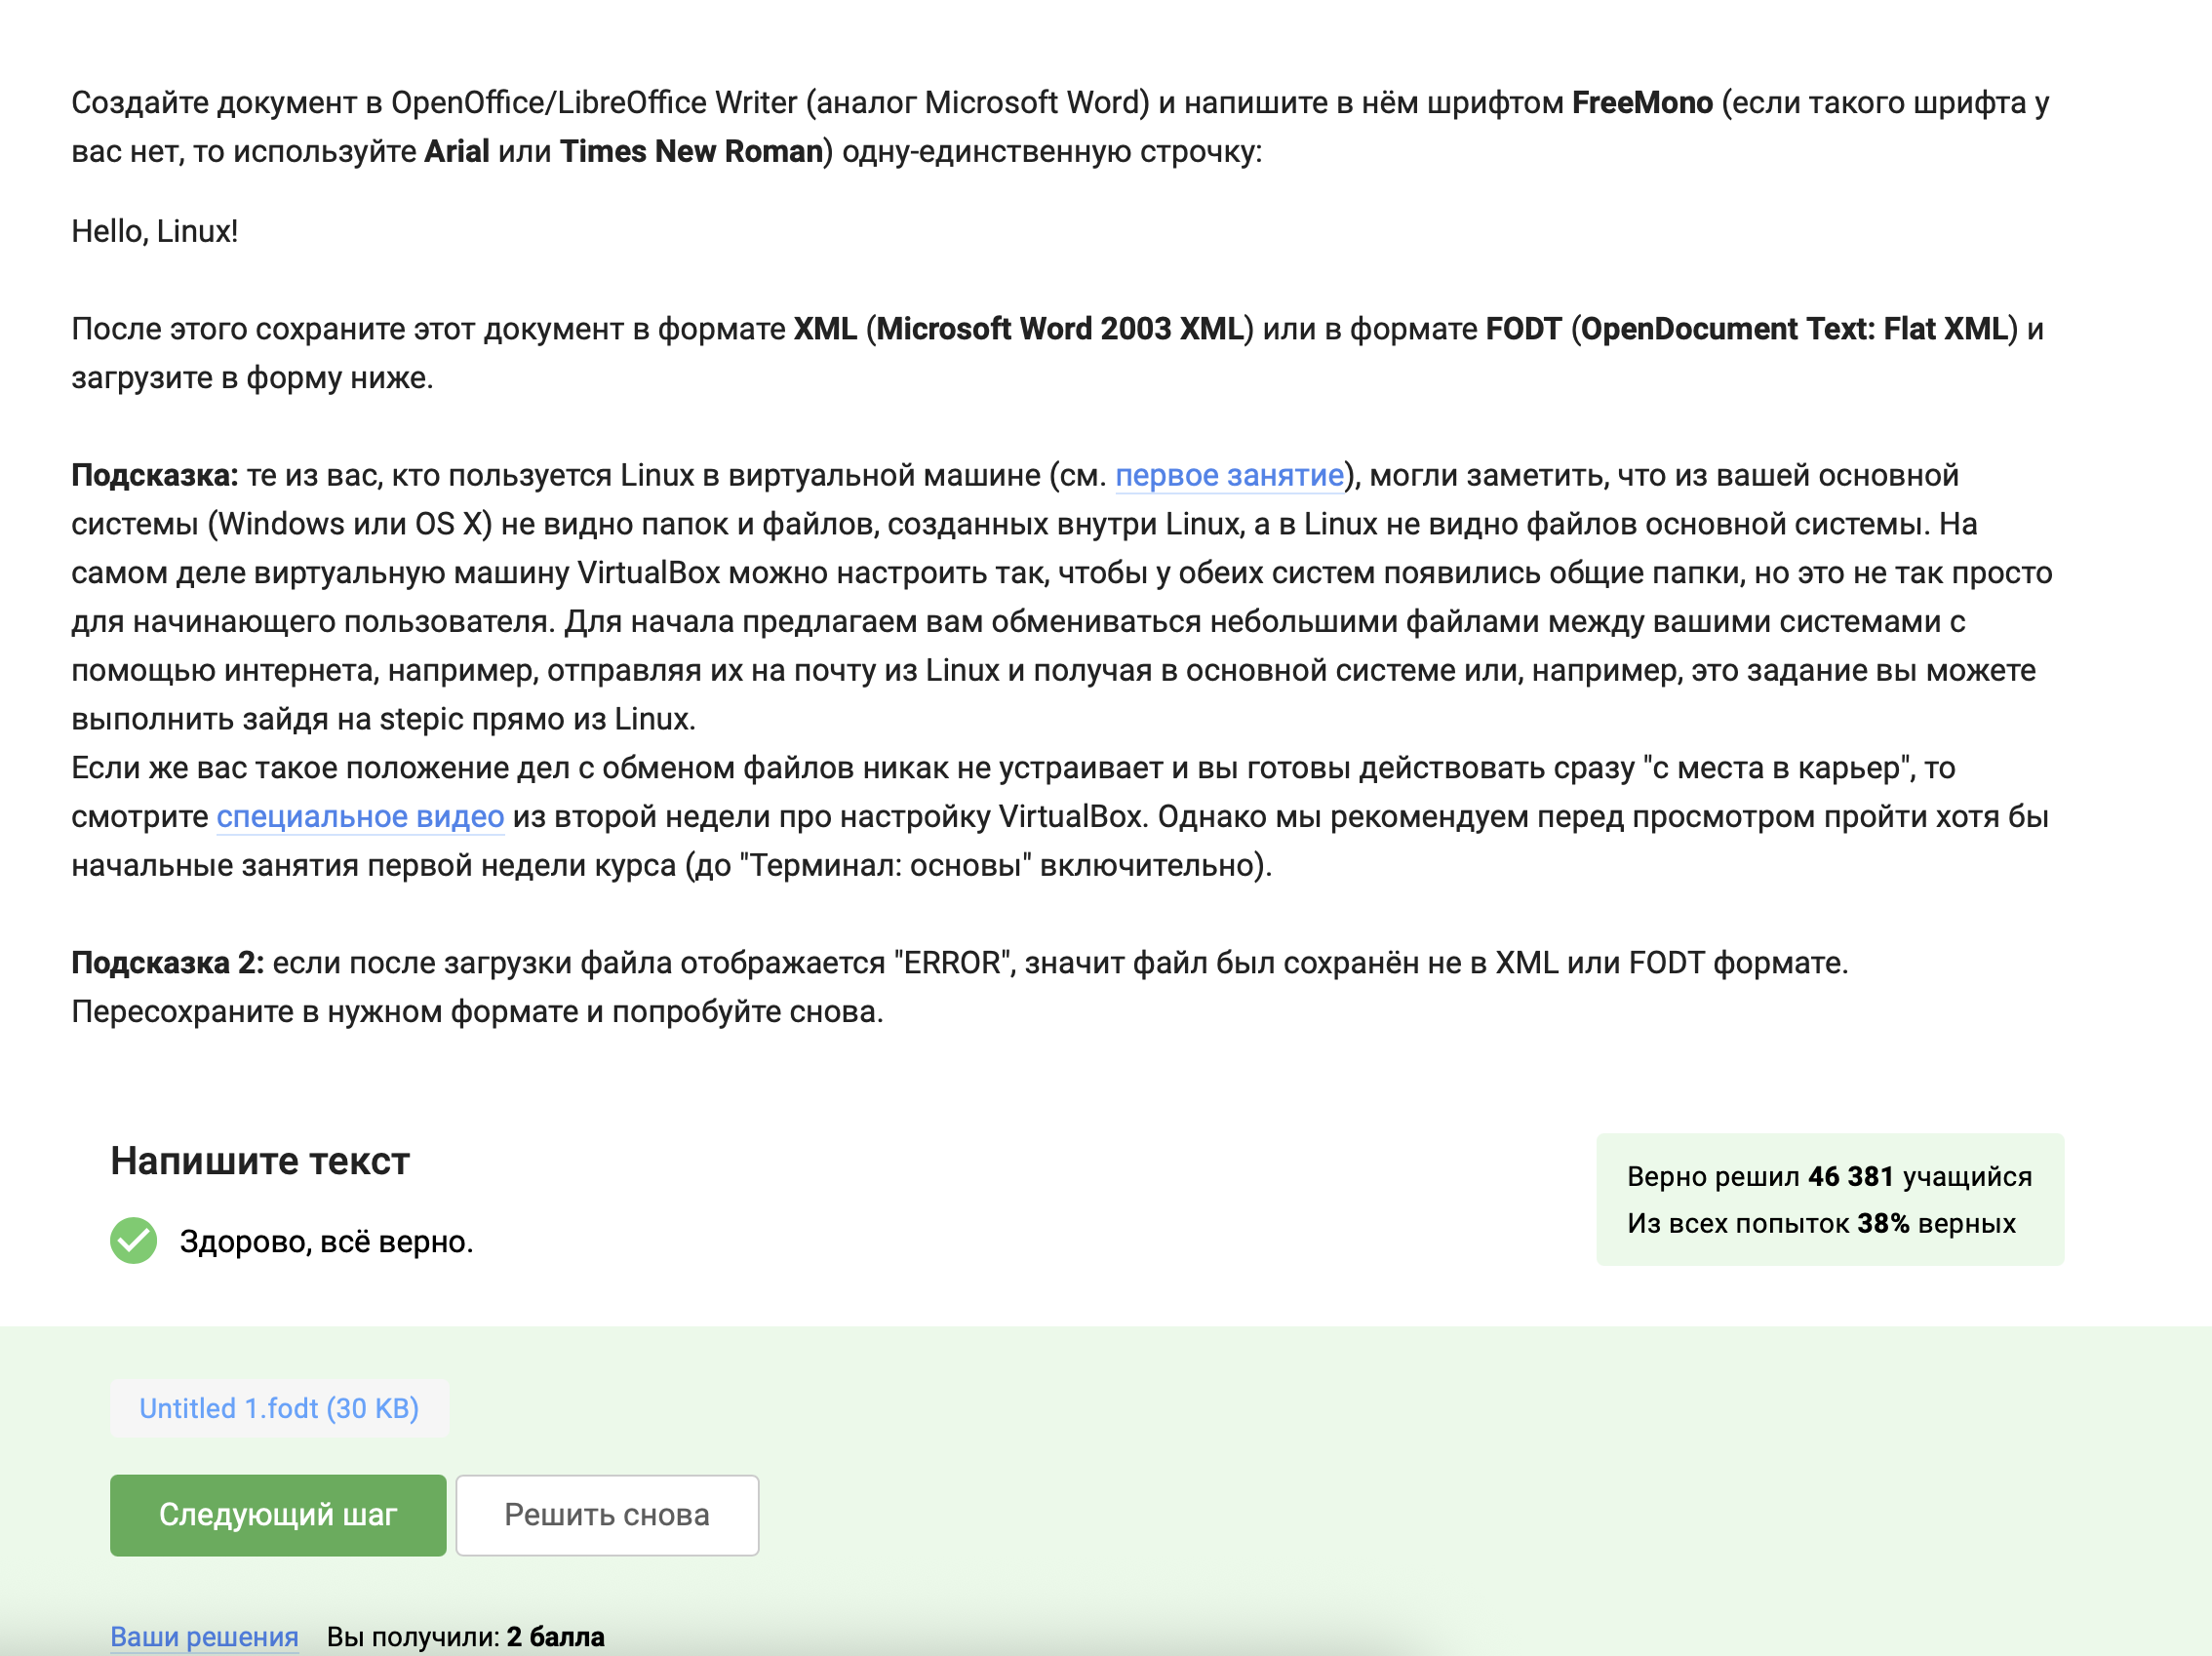 Создайте документ в OpenOffice/LibreOffice Writer (аналог Microsoft Word) и напишите в нём шрифтом FreeMono (если такого шрифта у
вас нет, то используйте Arial или Times New Roman) одну-единственную строчку:
Hello, Linux!
После этого сохраните этот документ в формате XML (Microsoft Word 2003 XML) или в формате FODT (OpenDocument Text: Flat XML) и
загрузите в форму ниже.
Подсказка: те из вас, кто пользуется Linux в виртуальной машине (см. первое занятие), могли заметить, что из вашей основной
системы (Windows или OS X) не видно папок и файлов, созданных внутри Linux, а в Linux не видно файлов основной системы. На
самом деле виртуальную машину VirtualBox можно настроить так, чтобы у обеих систем появились общие папки, но это не так просто
для начинающего пользователя. Для начала предлагаем вам обмениваться небольшими файлами между вашими системами с
помощью интернета, например, отправляя их на почту из Linux и получая в основной системе или, например, это задание вы можете
выполнить зайдя на stepic прямо из Linux.
Если же вас такое положение дел с обменом файлов никак не устраивает и вы готовы действовать сразу "с места в карьер", то
смотрите специальное видео из второй недели про настройку VirtualBox. Однако мы рекомендуем перед просмотром пройти хотя бы
начальные занятия первой недели курса (до "Терминал: основы" включительно).
Подсказка 2: если после загрузки файла отображается "ERROR", значит файл был сохранён не в XML или FODT формате.
Пересохраните в нужном формате и попробуйте снова.
Напишите текст
Верно решил 46 381 учащийся
Из всех попыток 38% верных
Здорово, всё верно.
Untitled 1.fodt (30 KB)
Следующий шаг Решить снова
Ваши решения Вы получили: 2 балла